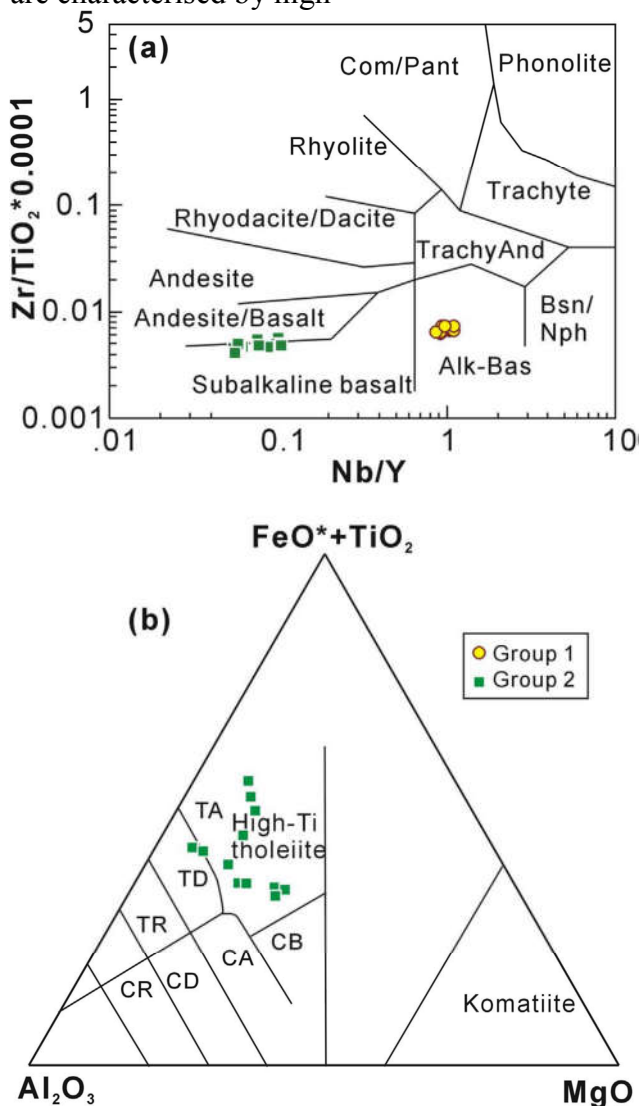 are characterised by high
5
(a)
Com/Pant
Phonolite
1
Rhyolite
Zr/TiO₂*0.0001
0.1
Trachyte
Rhyodacite/Dacite
TrachyAnd
Andesite
0.01
Andesite/Basalt
Bsn/
Nph
Alk-Bas
Subalkaline basalt
0.001
.01
0.1
1
10
Nb/Y
FeO*+TiO₂
(b)
Group 1
Group 2
TA
High-Ti
tholeiite
TD
TR
CB
CA
CD
CR
Komatiite
Al₂O₃
MgO